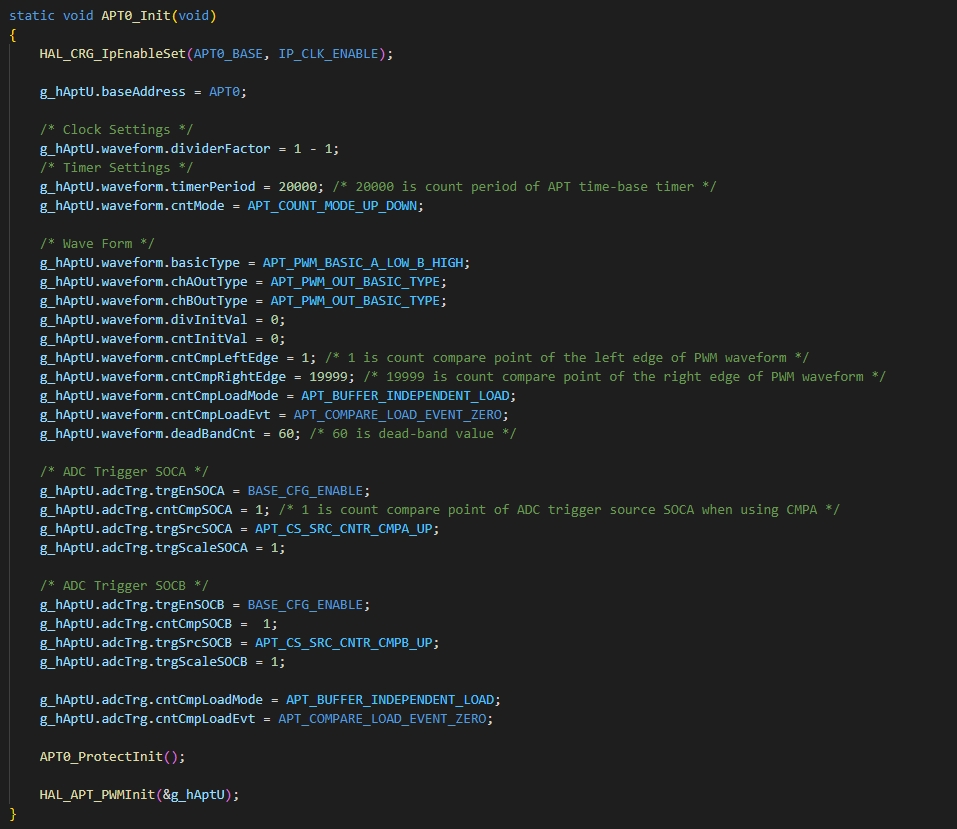 static void APT0_Init(void)
{
    HAL_CRG_IpEnableSet(APT0_BASE, IP_CLK_ENABLE);

    g_hAptU.baseAddress = APT0;

    /* Clock Settings */
    g_hAptU.waveform.dividerFactor = 1 - 1;
    /* Timer Settings */
    g_hAptU.waveform.timerPeriod = 20000; /* 20000 is count period of APT time-base timer */
    g_hAptU.waveform.cntMode = APT_COUNT_MODE_UP_DOWN;

    /* Wave Form */
    g_hAptU.waveform.basicType = APT_PWM_BASIC_A_LOW_B_HIGH;
    g_hAptU.waveform.chAOutType = APT_PWM_OUT_BASIC_TYPE;
    g_hAptU.waveform.chBOutType = APT_PWM_OUT_BASIC_TYPE;
    g_hAptU.waveform.divInitVal = 0;
    g_hAptU.waveform.cntInitVal = 0;
    g_hAptU.waveform.cntCmpLeftEdge = 1; /* 1 is count compare point of the left edge of PWM waveform */
    g_hAptU.waveform.cntCmpRightEdge = 19999; /* 19999 is count compare point of the right edge of PWM waveform */
    g_hAptU.waveform.cntCmpLoadMode = APT_BUFFER_INDEPENDENT_LOAD;
    g_hAptU.waveform.cntCmpLoadEvt = APT_COMPARE_LOAD_EVENT_ZERO;
    g_hAptU.waveform.deadBandCnt = 60; /* 60 is dead-band value */

    /* ADC Trigger SOCA */
    g_hAptU.adcTrg.trgEnSOCA = BASE_CFG_ENABLE;
    g_hAptU.adcTrg.cntCmpSOCA = 1; /* 1 is count compare point of ADC trigger source SOCA when using CMPA */
    g_hAptU.adcTrg.trgSrcSOCA = APT_CS_SRC_CNTR_CMPA_UP;
    g_hAptU.adcTrg.trgScaleSOCA = 1;

    /* ADC Trigger SOCB */
    g_hAptU.adcTrg.trgEnSOCB = BASE_CFG_ENABLE;
    g_hAptU.adcTrg.cntCmpSOCB =  1;
    g_hAptU.adcTrg.trgSrcSOCB = APT_CS_SRC_CNTR_CMPB_UP;
    g_hAptU.adcTrg.trgScaleSOCB = 1;

    g_hAptU.adcTrg.cntCmpLoadMode = APT_BUFFER_INDEPENDENT_LOAD;
    g_hAptU.adcTrg.cntCmpLoadEvt = APT_COMPARE_LOAD_EVENT_ZERO;

    APT0_ProtectInit();

    HAL_APT_PWMInit(&g_hAptU);
}